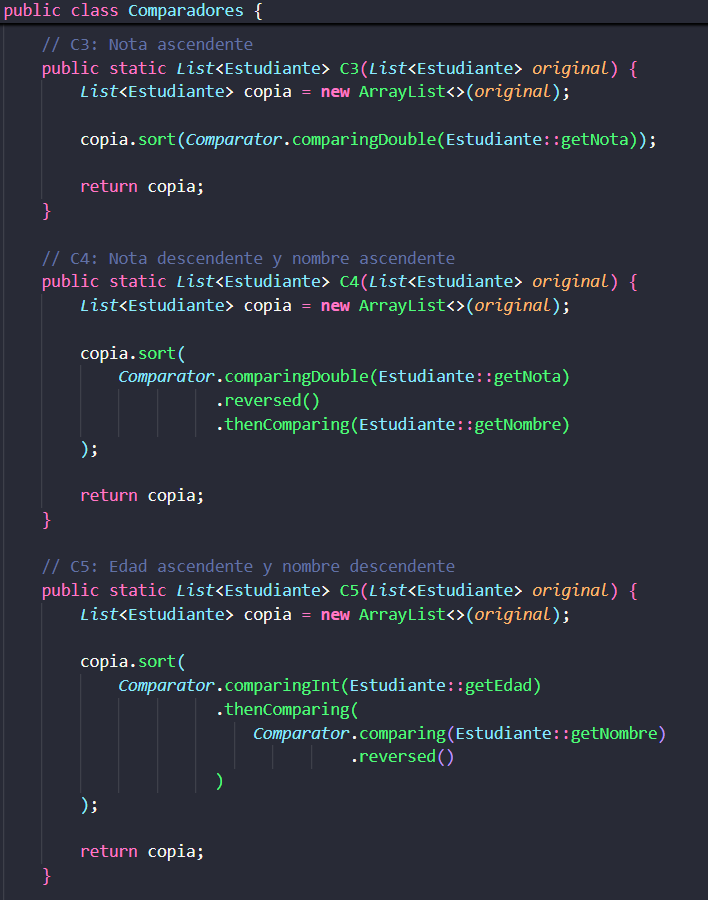 public class Comparadores {
// C3: Nota ascendente
public static List<Estudiante> C3(List<Estudiante> original) {
List<Estudiante> copia = new ArrayList<>(original);
copia.sort(Comparator.comparingDouble(Estudiante::getNota));
return copia;
}
// C4: Nota descendente y nombre ascendente
public static List<Estudiante> C4(List<Estudiante> original) {
List<Estudiante> copia = new ArrayList<>(original);
copia.sort(
Comparator.comparingDouble(Estudiante::getNota)
.reversed()
.thenComparing(Estudiante::getNombre)
);
return copia;
}
// C5: Edad ascendente y nombre descendente
public static List<Estudiante> C5(List<Estudiante> original) {
List<Estudiante> copia = new ArrayList<>(original);
copia.sort(
Comparator.comparingInt(Estudiante::getEdad)
.thenComparing(
Comparator.comparing(Estudiante::getNombre)
.reversed()
)
);
return copia;
}